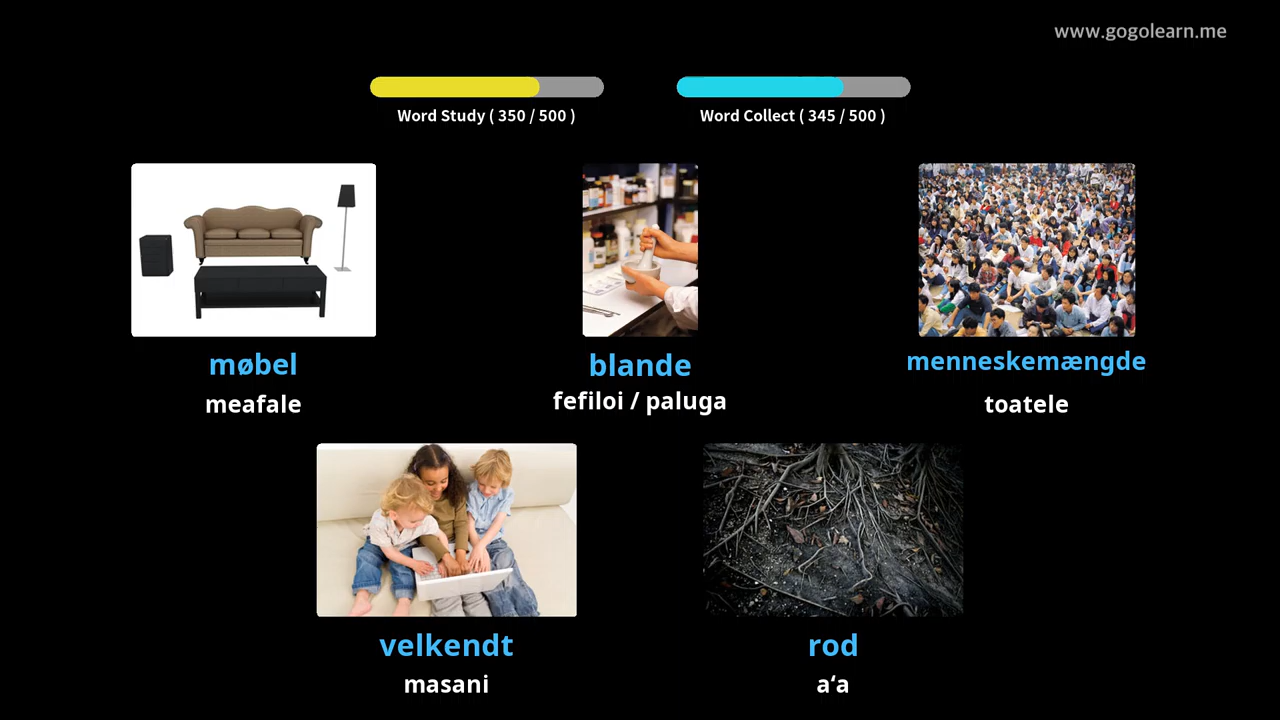 www.gogolearn.me
Word Study ( 350 / 500 )
Word Collect ( 345 / 500 )
møbel
blande
menneskemængde
meafale
fefiloi / paluga
toatele
velkendt
rod
masani
aʻa